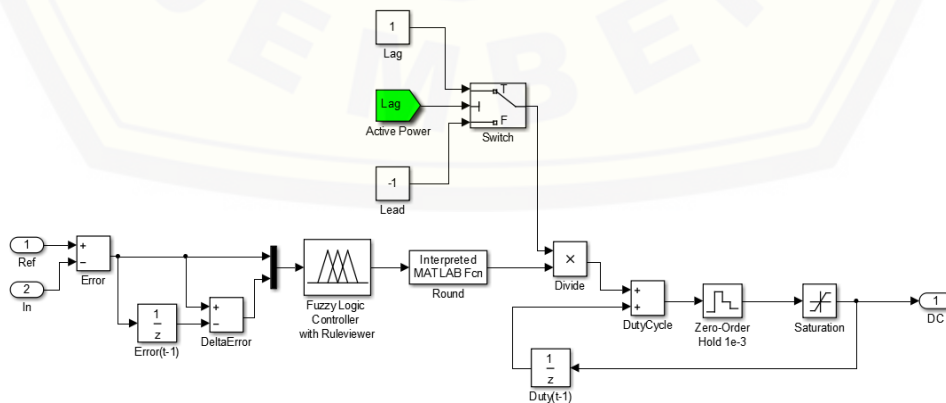 1
Lag
Lag
Active Power
T
F
Switch
-1
Lead
1
Ref
+
−
Error
2
In
1
z
Error(t-1)
+
−
DeltaError
Fuzzy Logic
Controller
with Ruleviewer
Interpreted
MATLAB Fcn
Round
×
Divide
+
+
DutyCycle
Zero-Order
Hold 1e-3
Saturation
1
DC
1
z
Duty(t-1)
EMBE